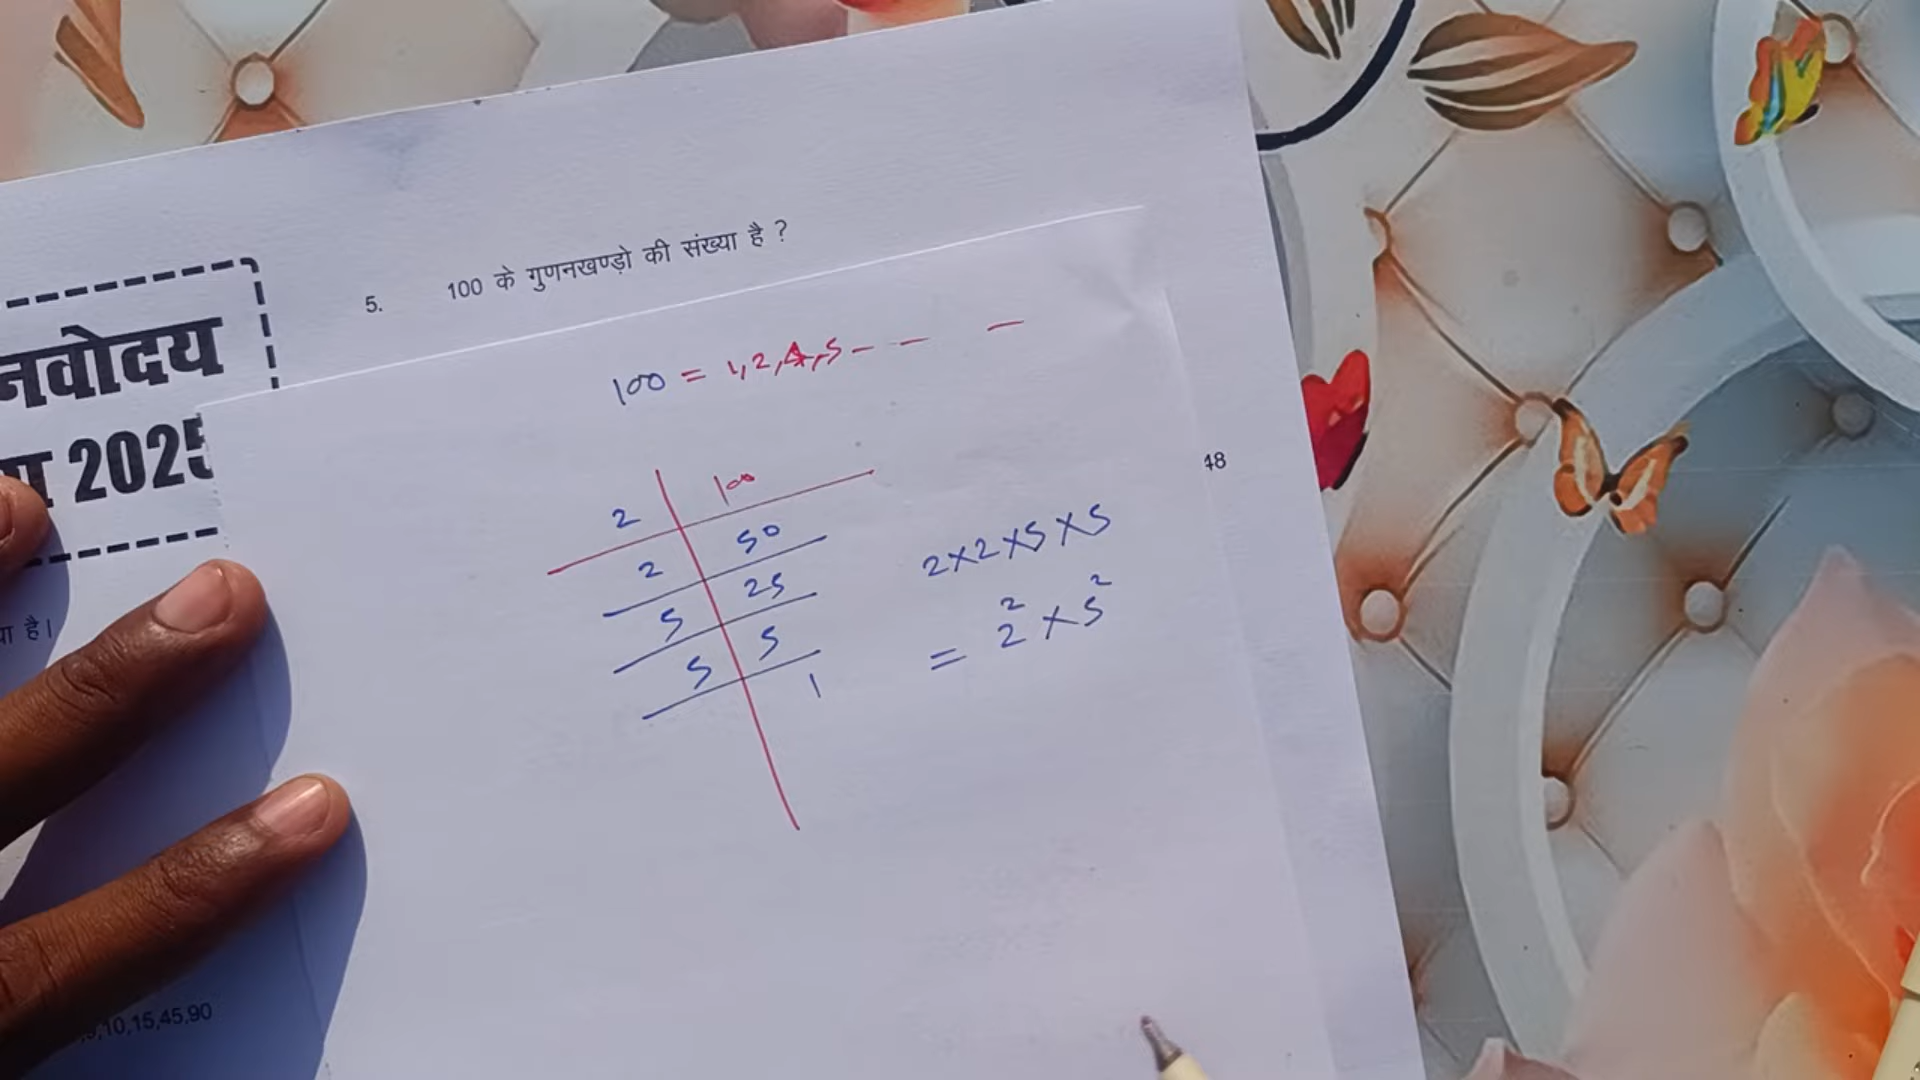 5. 100 के गुणनखण्ड़ो की संख्या है ?
नवोदय
2025
100 = 1,2,4,5 - - -
18
2 100
2 50
5 25
5 5
1
2×2×5×5
= 2² × 5²
है।
,10,15,45,90